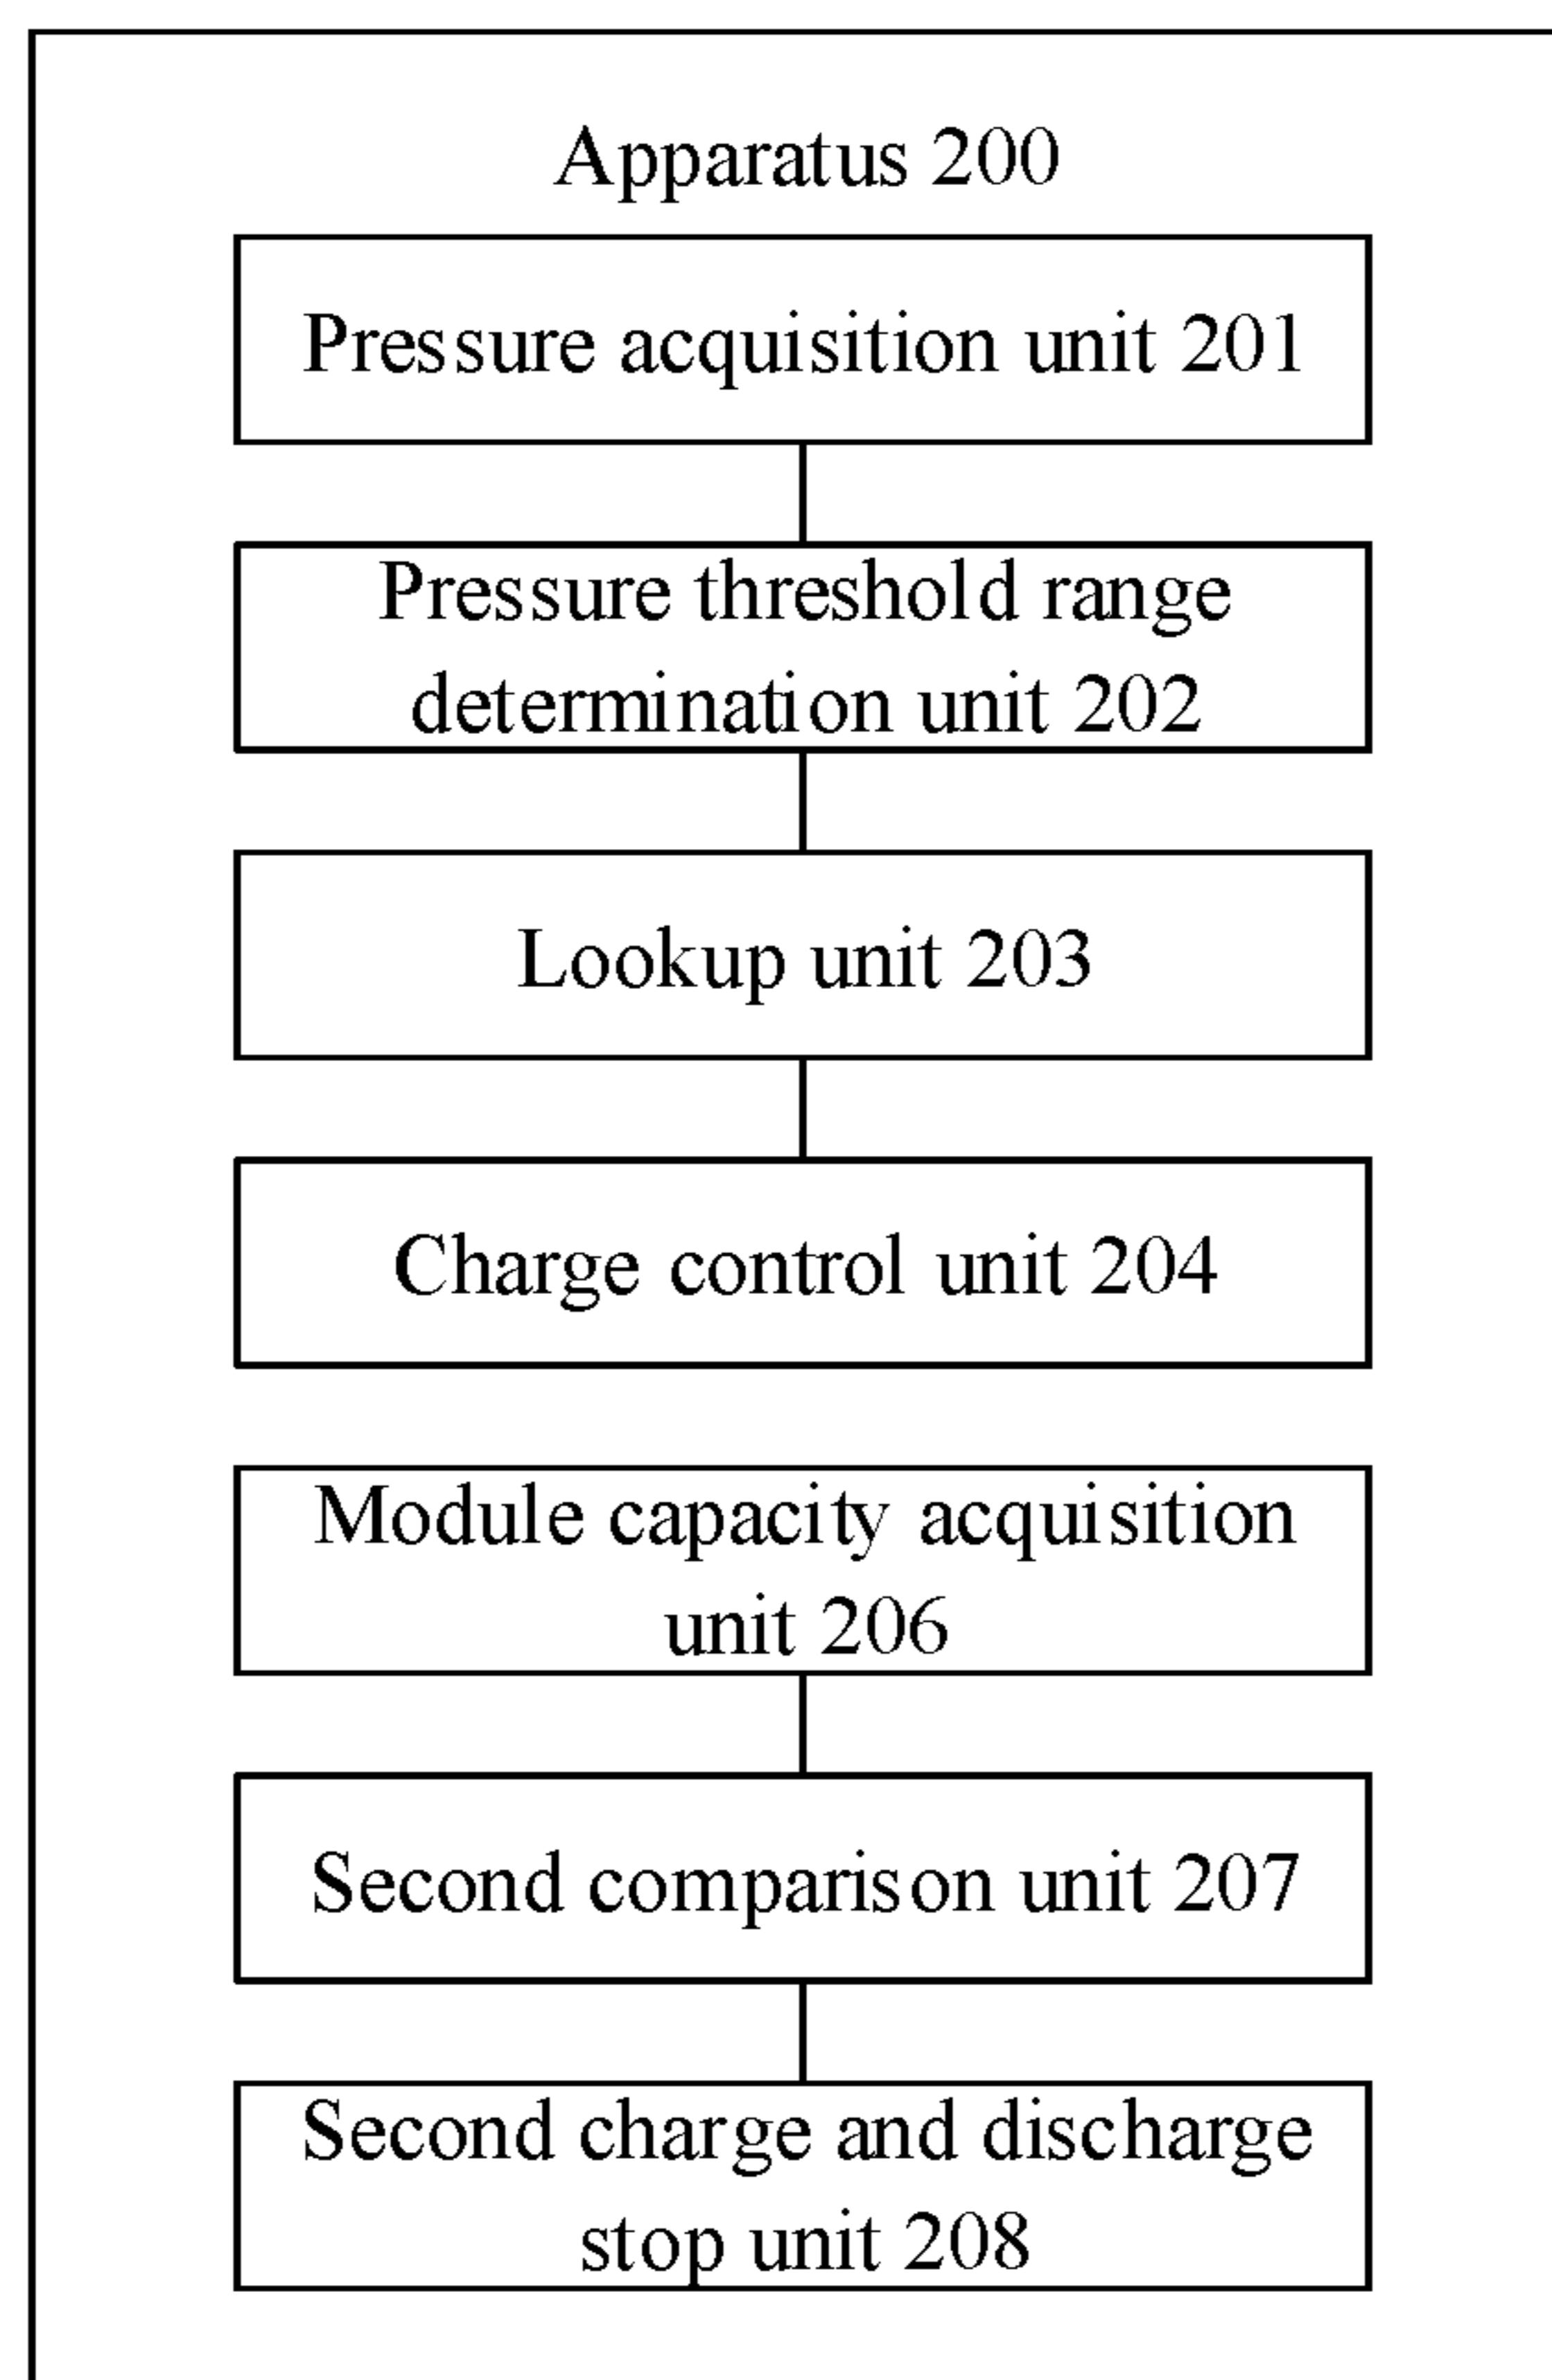 Apparatus 200
Pressure acquisition unit 201
Pressure threshold range
determination unit 202
Lookup unit 203
Charge control unit 204
Module capacity acquisition
unit 206
Second comparison unit 207
Second charge and discharge
stop unit 208